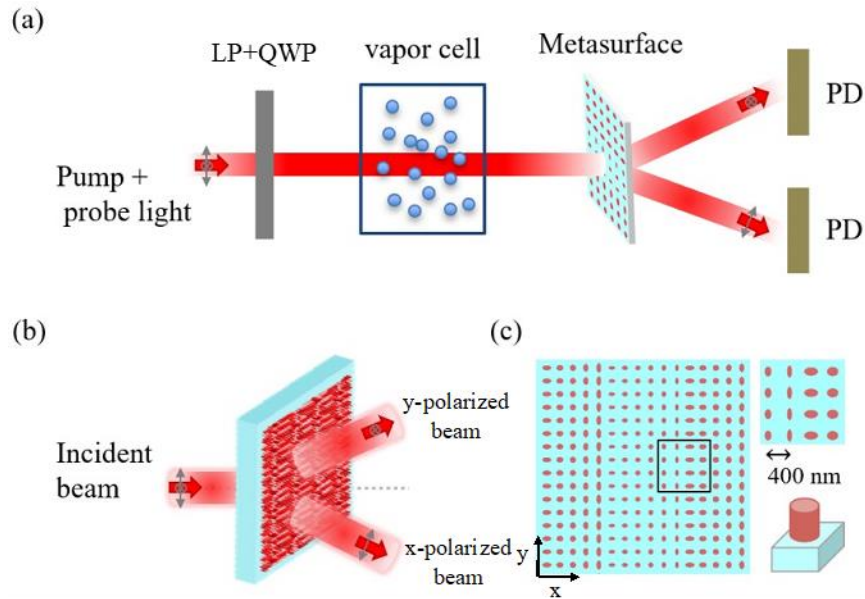 (a)
LP+QWP
vapor cell
Metasurface
PD
Pump +
probe light
PD
(b)
(c)
y-polarized
beam
Incident
beam
x-polarized
beam
400 nm
y
x